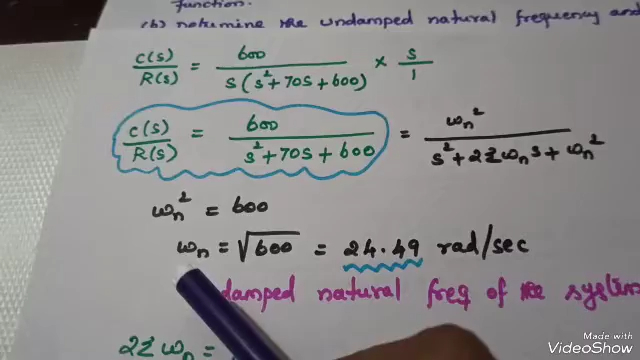 function.
(b) Determine the undamped natural frequency and
C(s)/R(s) = 600/(s(s²+70s+600)) × s/1
C(s)/R(s) = 600/(s²+70s+600) = ωn²/(s²+2ζωns+ωn²)
ωn² = 600
ωn = √600 = 24.49 rad/sec
natural freq of the system
2ζωn =
Made with
VideoShow